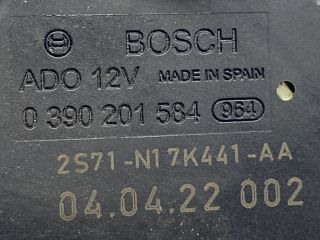 BOSCH
ADO 12V MADE IN SPAIN
0 390 201 584 964
2S71-N17K441-AA
04.04.22 002